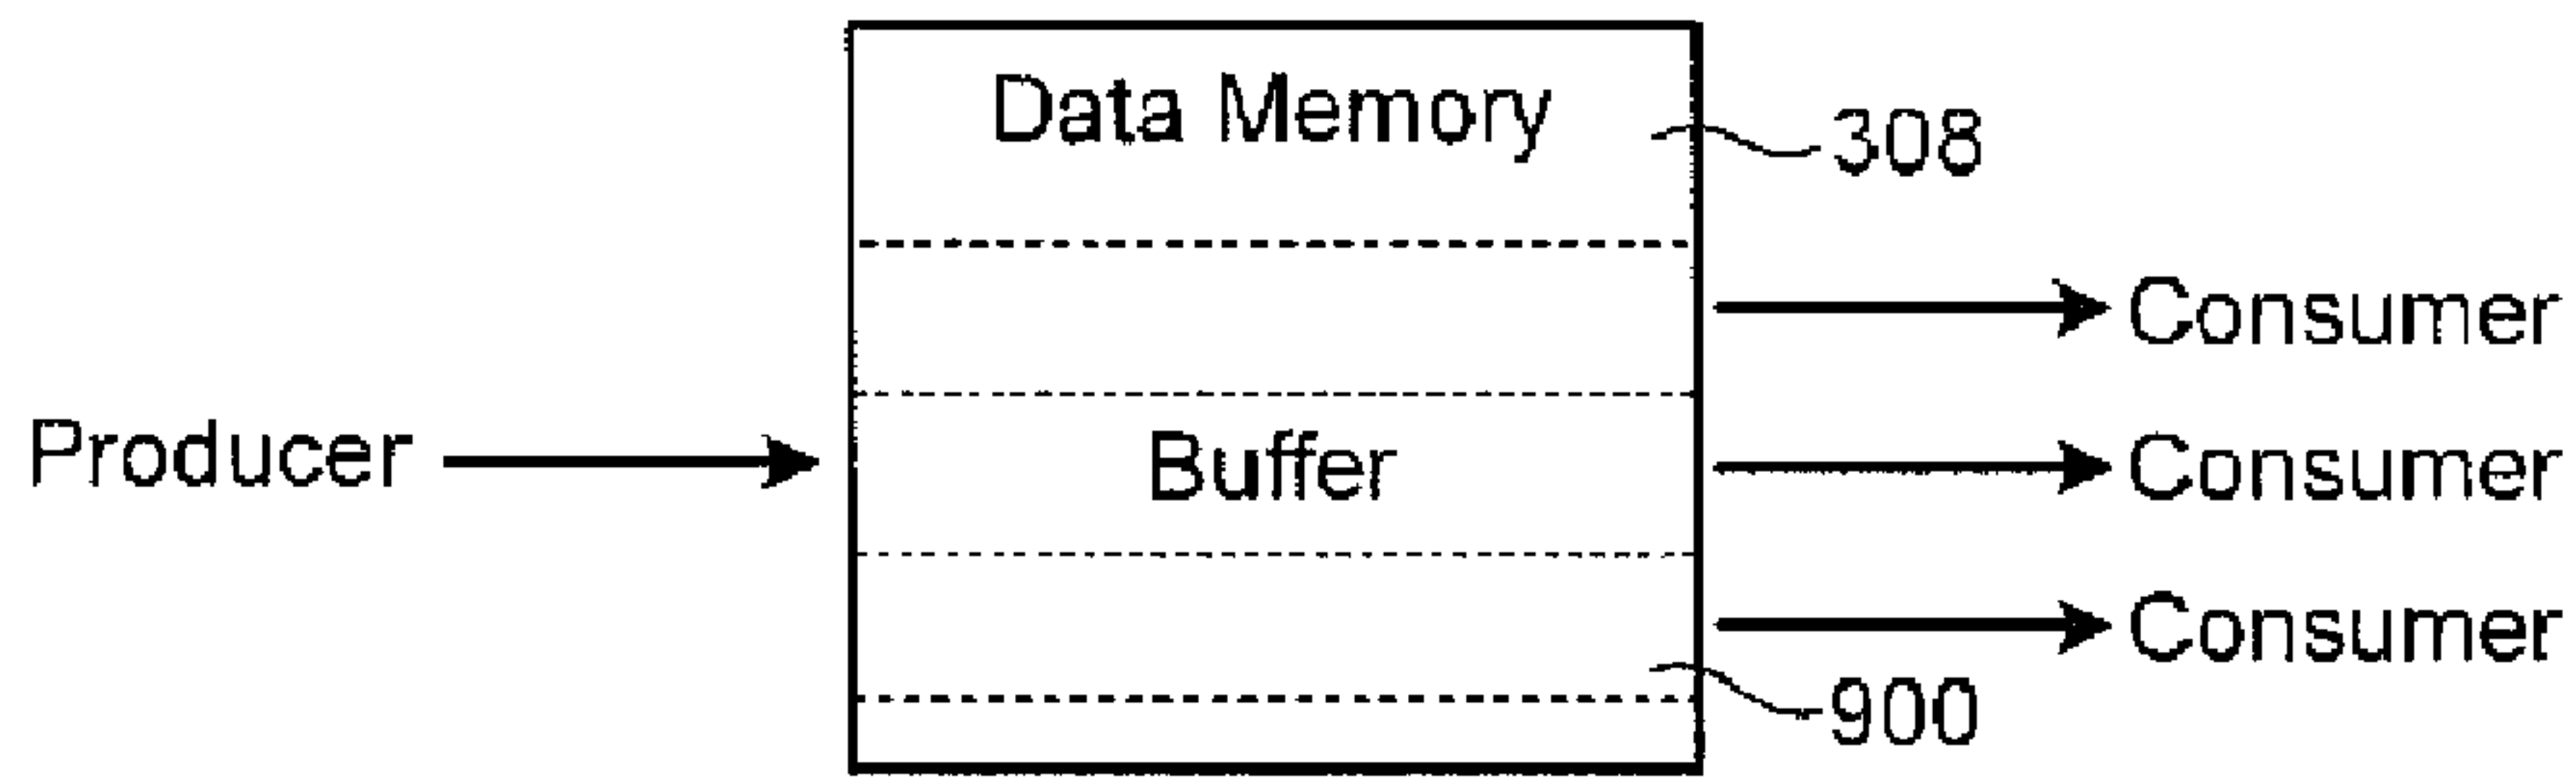 Data Memory
308
Consumer
Producer
Buffer
Consumer
Consumer
900